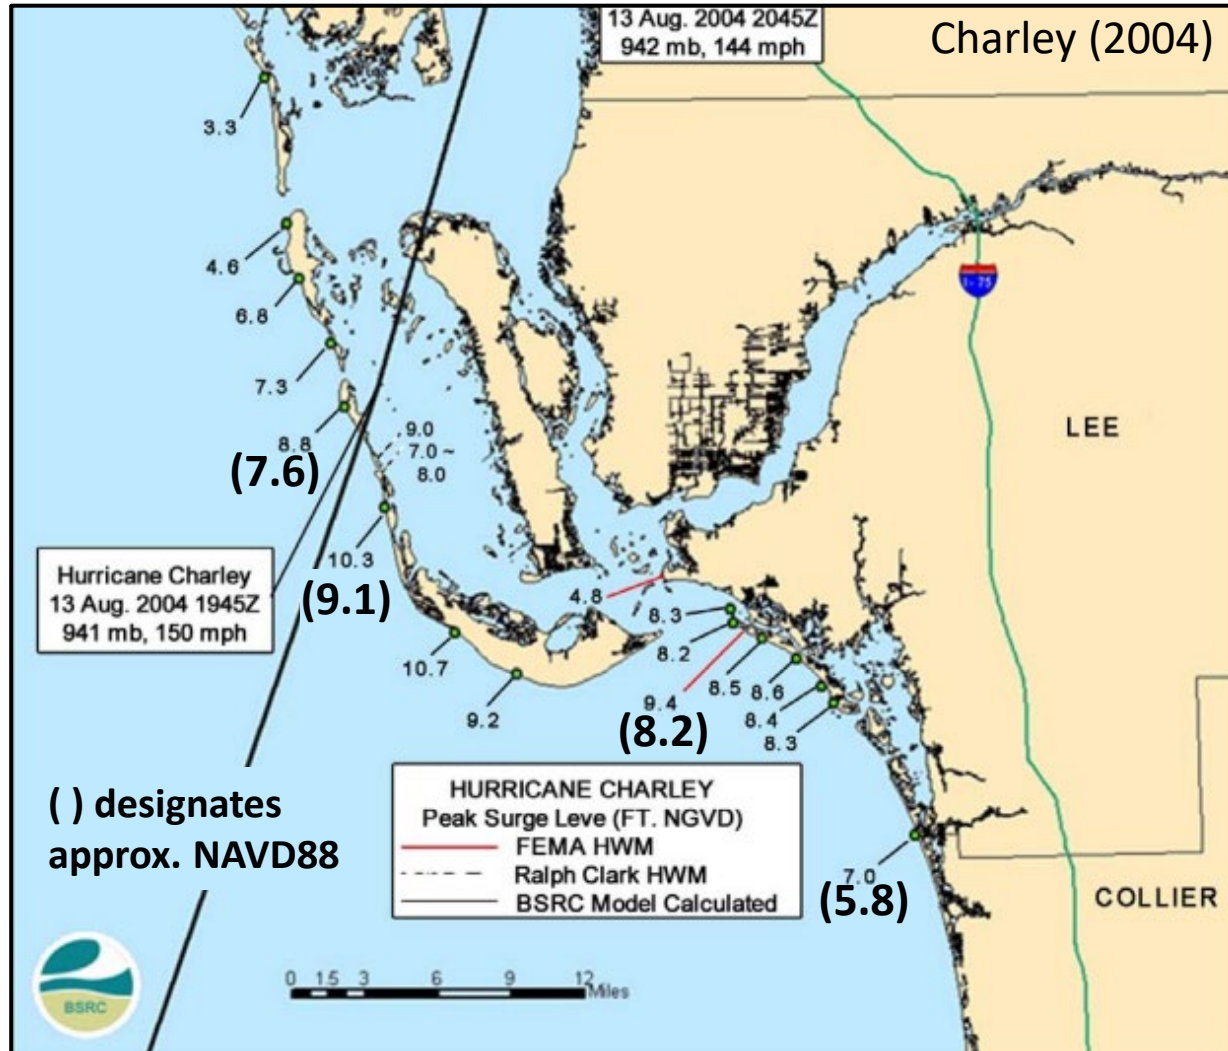 13 Aug. 2004 2045Z
942 mb, 144 mph
Charley (2004)
3.3
4.6
6.8
7.3
8.8
(7.6)
9.0
7.0 ~
8.0
I-75
LEE
10.3
(9.1)
Hurricane Charley
13 Aug. 2004 1945Z
941 mb, 150 mph
4.8
8.3
8.2
10.7
9.2
9.4
(8.2)
8.5
8.6
8.4
8.3
( ) designates
approx. NAVD88
HURRICANE CHARLEY
Peak Surge Leve (FT. NGVD)
FEMA HWM
Ralph Clark HWM
BSRC Model Calculated
7.0
(5.8)
COLLIER
BSRC
0 1.5 3 6 9 12
Miles